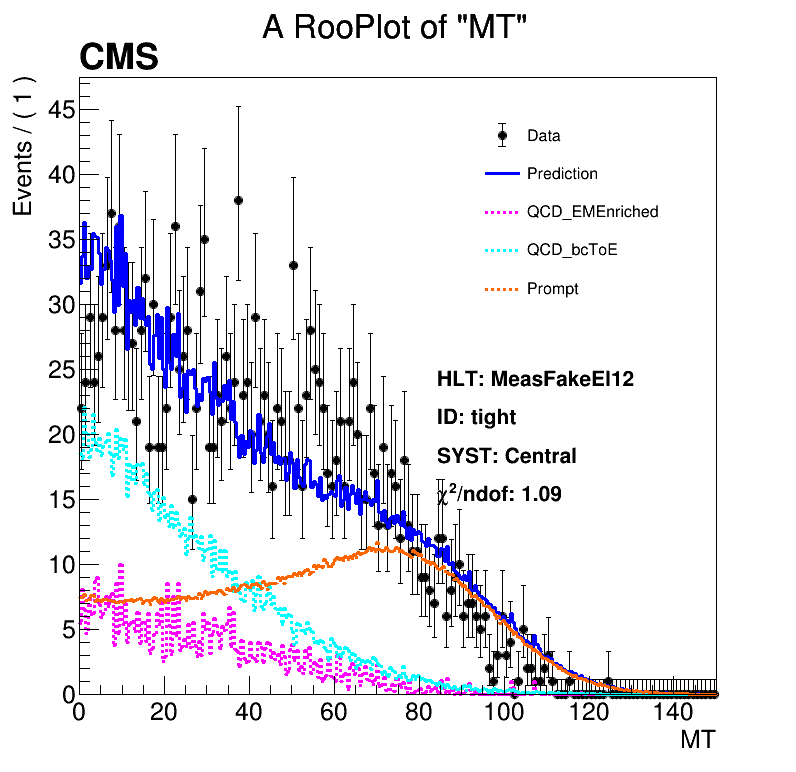 A RooPlot of "MT"
CMS
Events / ( 1 )
45
40
35
30
25
20
15
10
5
0
Data
Prediction
QCD_EMEnriched
QCD_bcToE
Prompt
HLT: MeasFakeEl12
ID: tight
SYST: Central
χ²/ndof: 1.09
0 20 40 60 80 100 120 140
MT